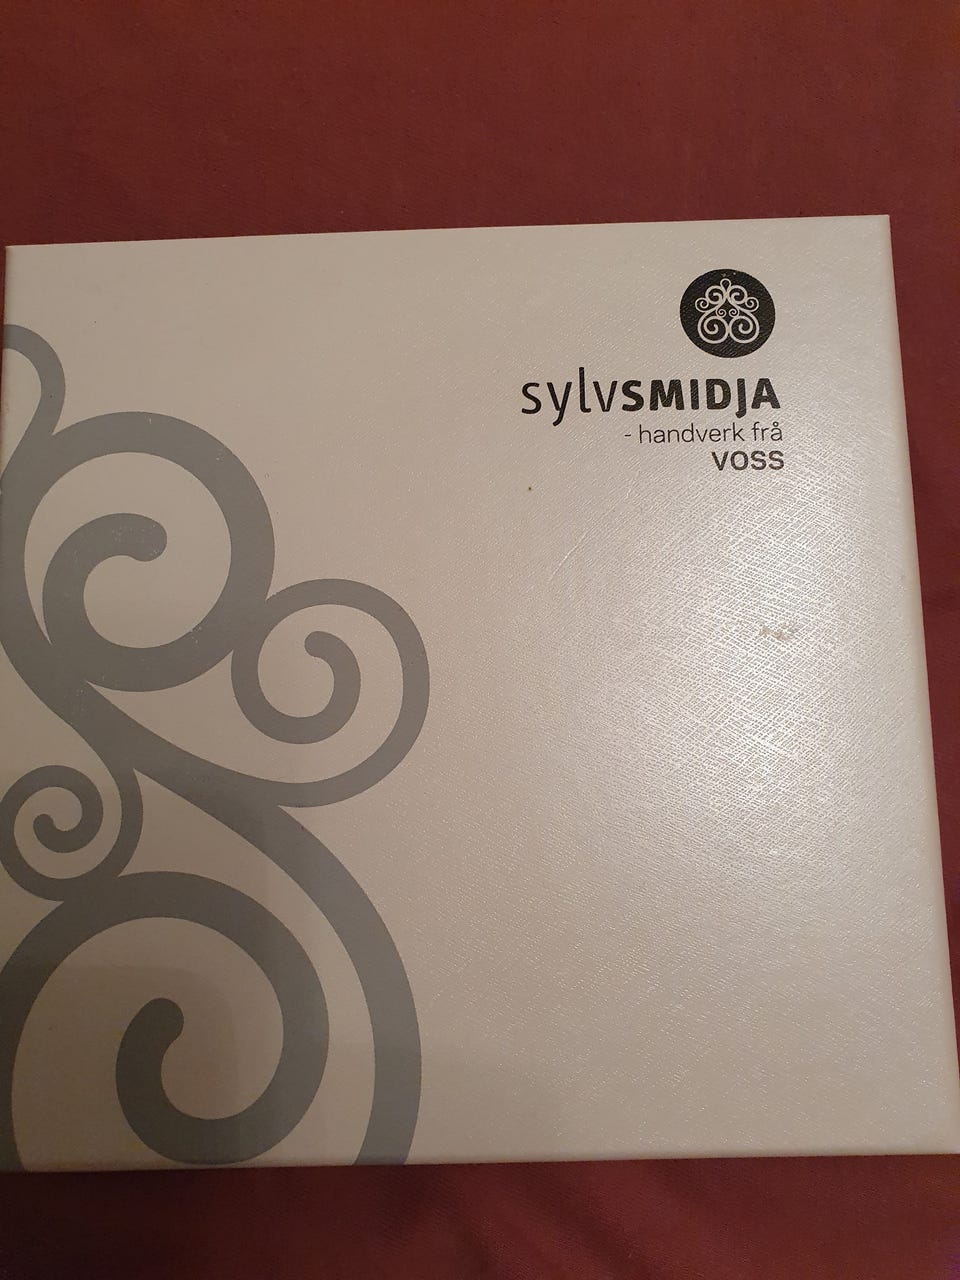 sylvSMIDJA
- handverk frå
VOSS